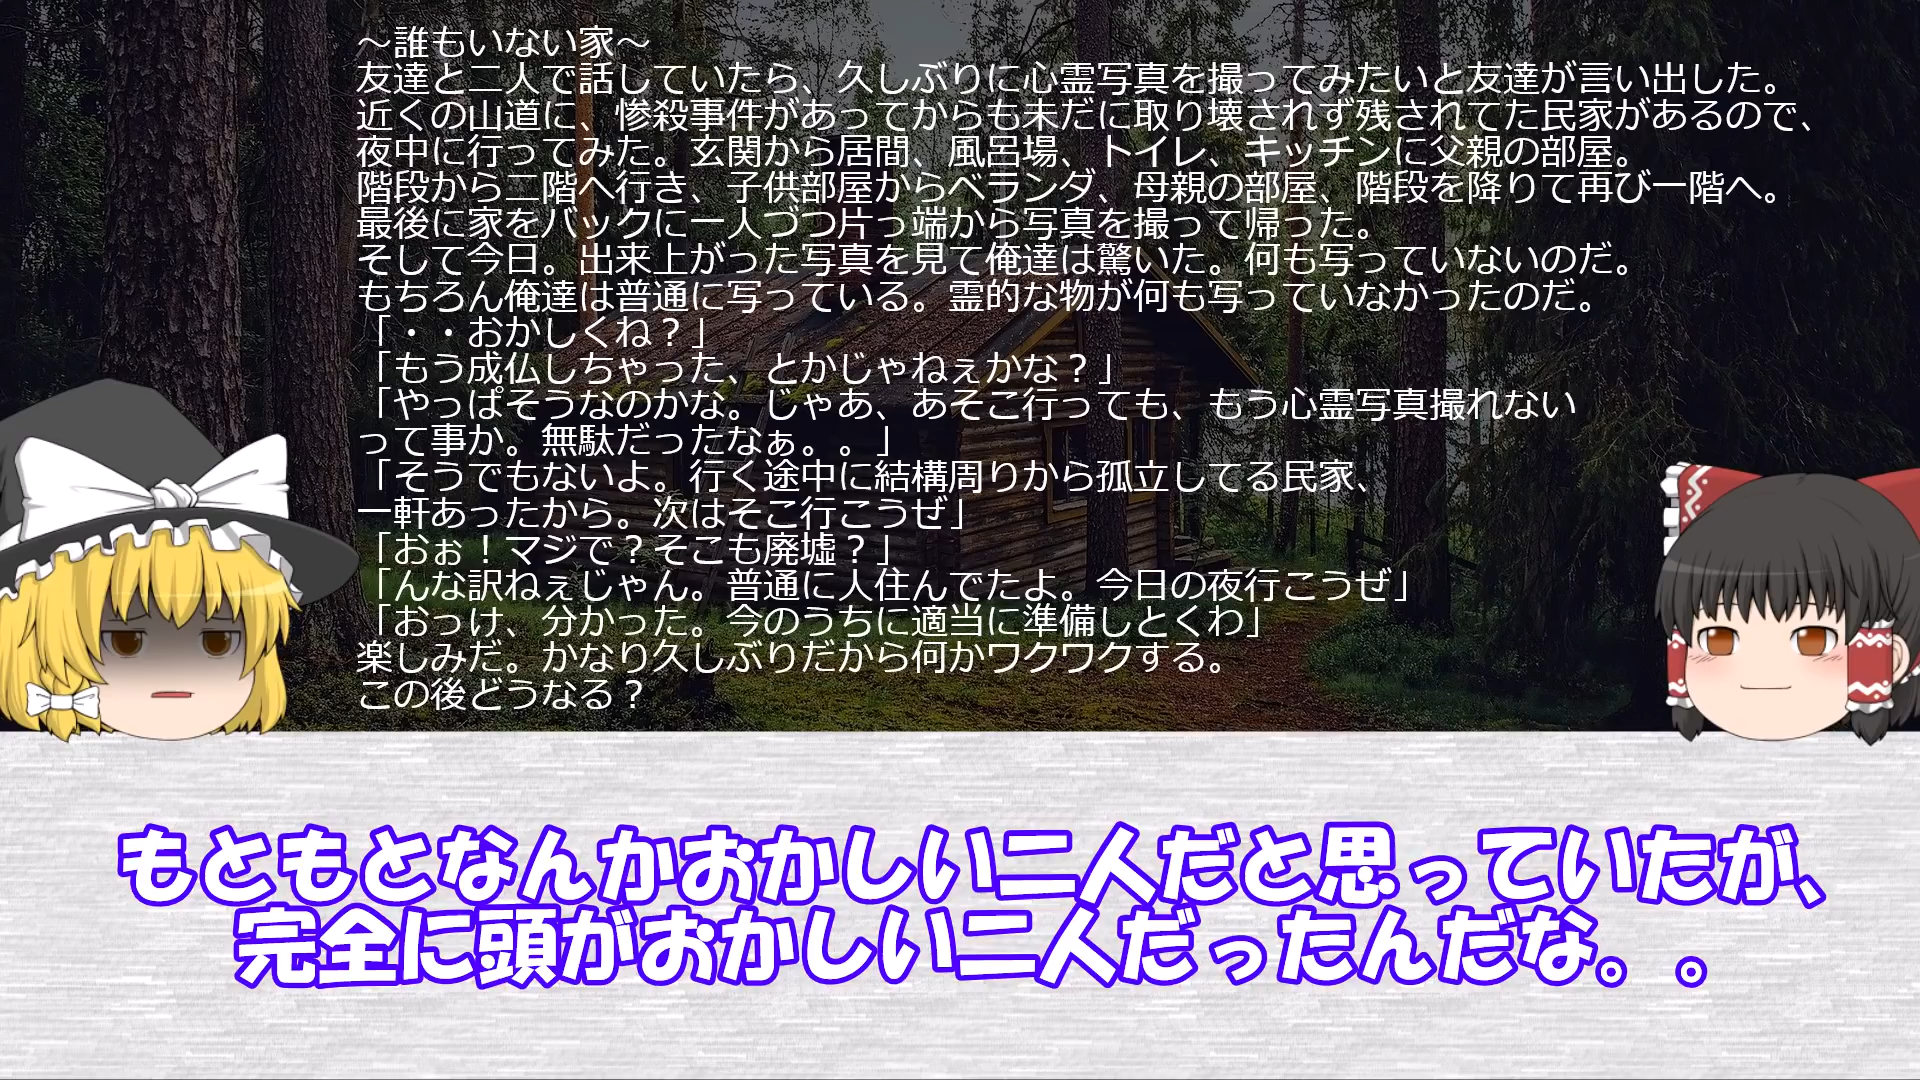 ～誰もいない家～
友達と二人で話していたら、久しぶりに心霊写真を撮ってみたいと友達が言い出した。
近くの山道に、惨殺事件があってからも未だに取り壊されず残されてた民家があるので、
夜中に行ってみた。玄関から居間、風呂場、トイレ、キッチンに父親の部屋。
階段から二階へ行き、子供部屋からベランダ、母親の部屋、階段を降りて再び一階へ。
最後に家をバックに一人づつ片っ端から写真を撮って帰った。
そして今日。出来上がった写真を見て俺達は驚いた。何も写っていないのだ。
もちろん俺達は普通に写っている。霊的な物が何も写っていなかったのだ。
「・・おかしくね？」
「もう成仏しちゃった、とかじゃねぇかな？」
「やっぱそうなのかな。じゃあ、あそこ行っても、もう心霊写真撮れない
って事か。無駄だったなぁ。。」
「そうでもないよ。行く途中に結構周りから孤立してる民家、
一軒あったから。次はそこ行こうぜ」
「おぉ！マジで？そこも廃墟？」
「んな訳ねぇじゃん。普通に人住んでたよ。今日の夜行こうぜ」
「おっけ、分かった。今のうちに適当に準備しとくわ」
楽しみだ。かなり久しぶりだから何かワクワクする。
この後どうなる？
もともとなんかおかしい二人だと思っていたが、
完全に頭がおかしい二人だったんだな。。